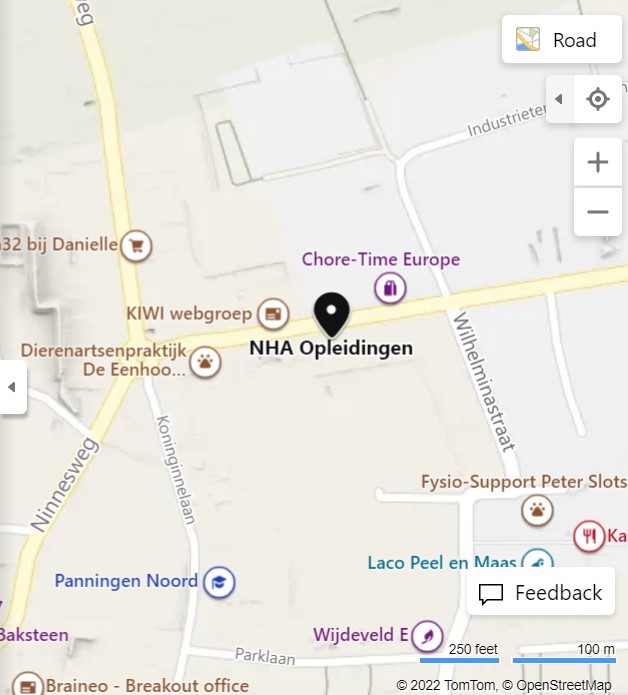 eg
Road
Industrieter
32 bij Danielle
Chore-Time Europe
KIWI webgroep
NHA Opleidingen
Dierenartsenpraktijk
De Eenhoo...
Wilhelminastraat
Koninginnelaan
Ninnesweg
Fysio-Support Peter Slots
Ka
Laco Peel en Maas
Panningen Noord
Feedback
Baksteen
Wijdeveld E
Parklaan
250 feet
100 m
Braineo - Breakout office
© 2022 TomTom, © OpenStreetMap